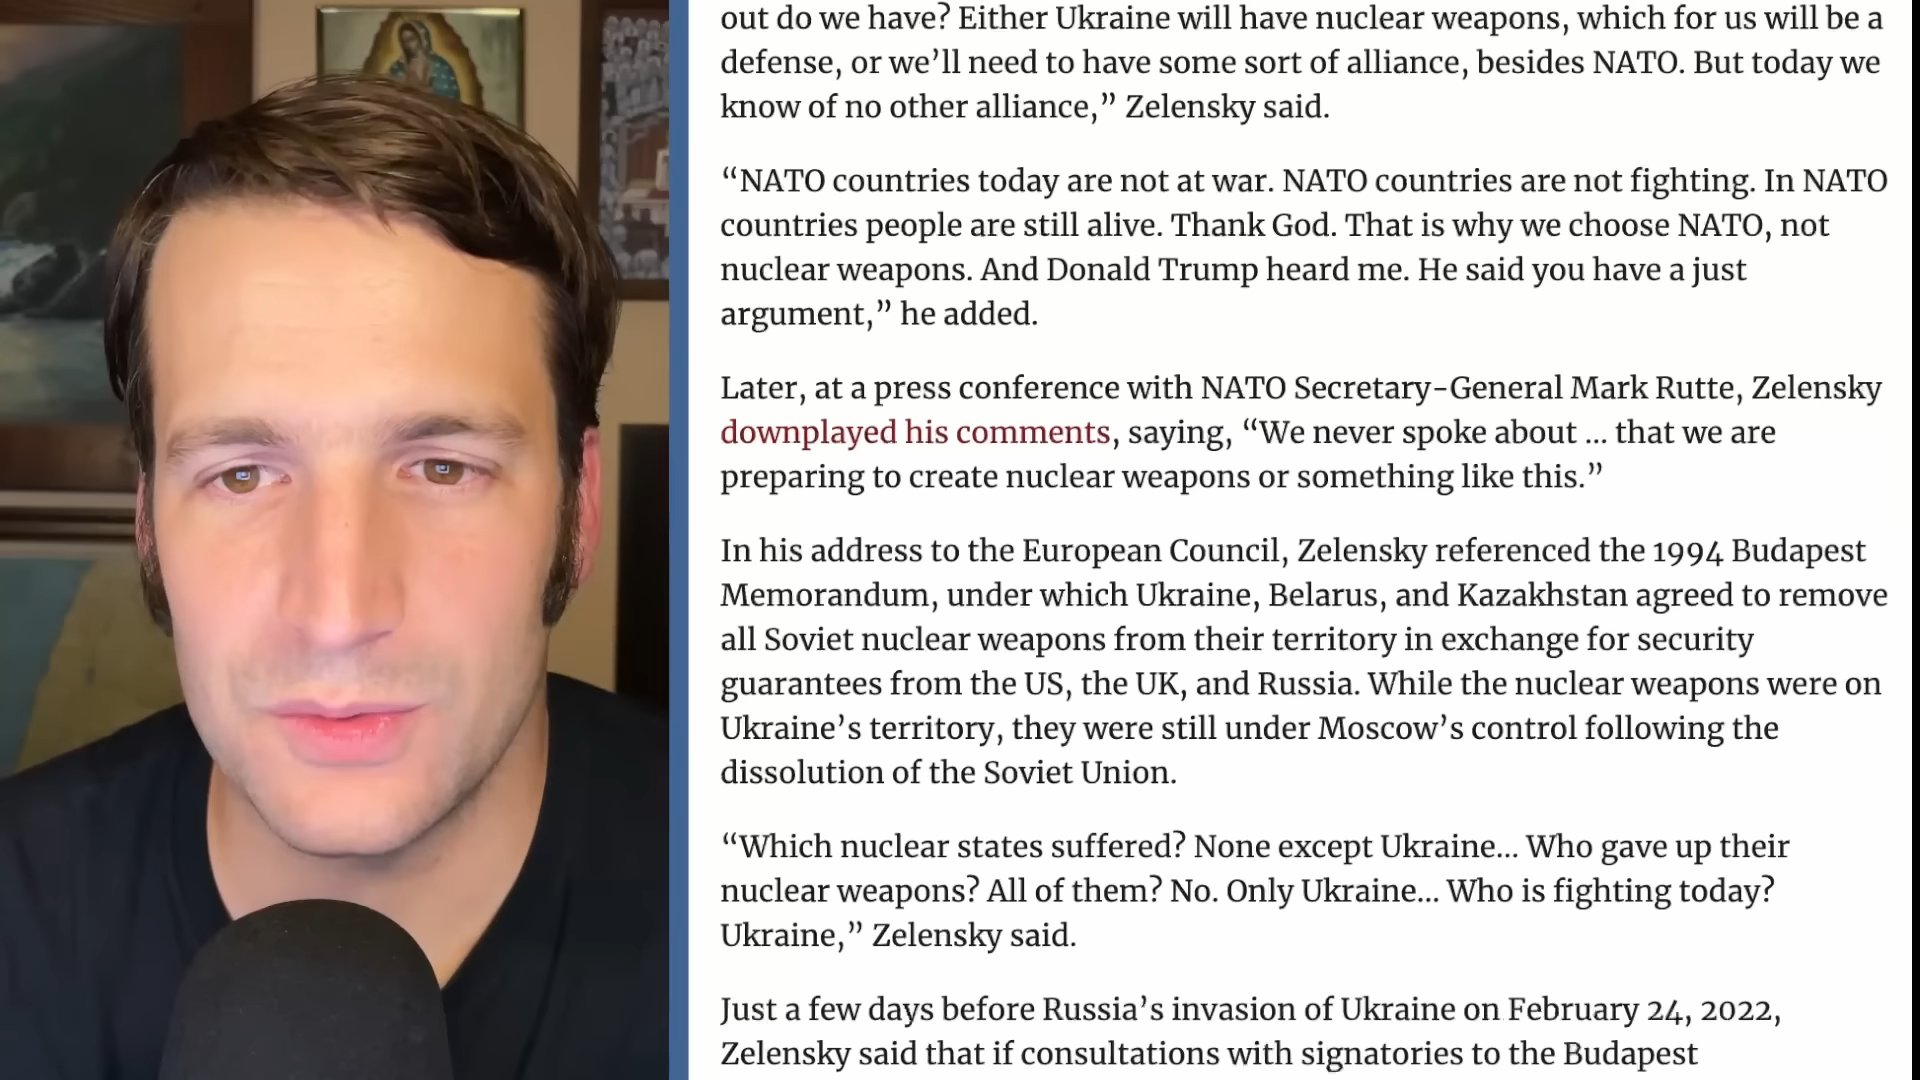 out do we have? Either Ukraine will have nuclear weapons, which for us will be a
defense, or we’ll need to have some sort of alliance, besides NATO. But today we
know of no other alliance,” Zelensky said.
“NATO countries today are not at war. NATO countries are not fighting. In NATO
countries people are still alive. Thank God. That is why we choose NATO, not
nuclear weapons. And Donald Trump heard me. He said you have a just
argument,” he added.
Later, at a press conference with NATO Secretary-General Mark Rutte, Zelensky
downplayed his comments, saying, “We never spoke about ... that we are
preparing to create nuclear weapons or something like this.”
In his address to the European Council, Zelensky referenced the 1994 Budapest
Memorandum, under which Ukraine, Belarus, and Kazakhstan agreed to remove
all Soviet nuclear weapons from their territory in exchange for security
guarantees from the US, the UK, and Russia. While the nuclear weapons were on
Ukraine’s territory, they were still under Moscow’s control following the
dissolution of the Soviet Union.
“Which nuclear states suffered? None except Ukraine... Who gave up their
nuclear weapons? All of them? No. Only Ukraine... Who is fighting today?
Ukraine,” Zelensky said.
Just a few days before Russia’s invasion of Ukraine on February 24, 2022,
Zelensky said that if consultations with signatories to the Budapest